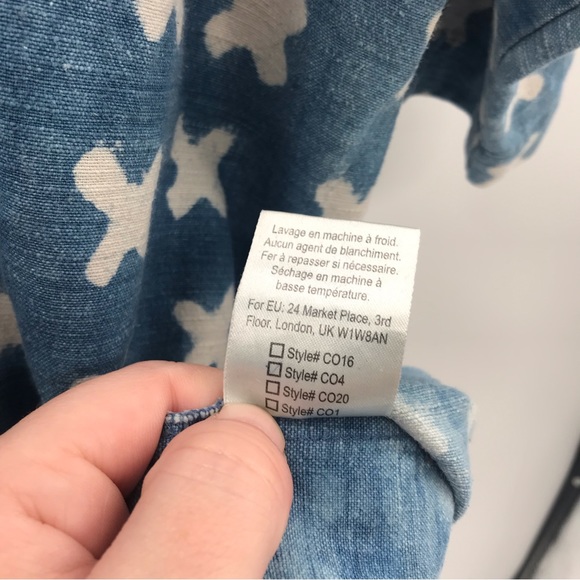 Lavage en machine à froid.
Aucun agent de blanchiment.
Fer à repasser si nécessaire.
Séchage en machine à
basse température.
For EU: 24 Market Place, 3rd
Floor, London, UK W1W8AN
☐ Style# CO16
☑ Style# CO4
☐ Style# CO20
☐ Style# CO1